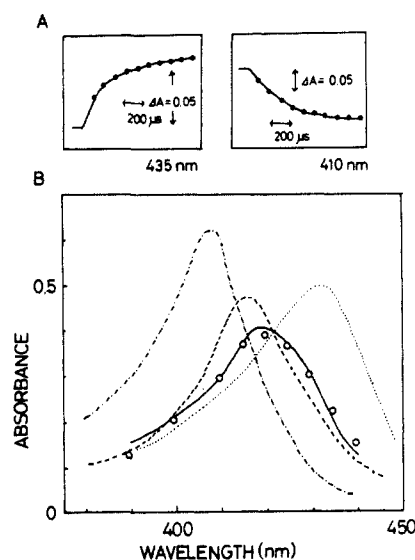 A
ΔA = 0.05
200 µs
435 nm
ΔA = 0.05
200 µs
410 nm
B
ABSORBANCE
0,5
0
400
450
WAVELENGTH (nm)